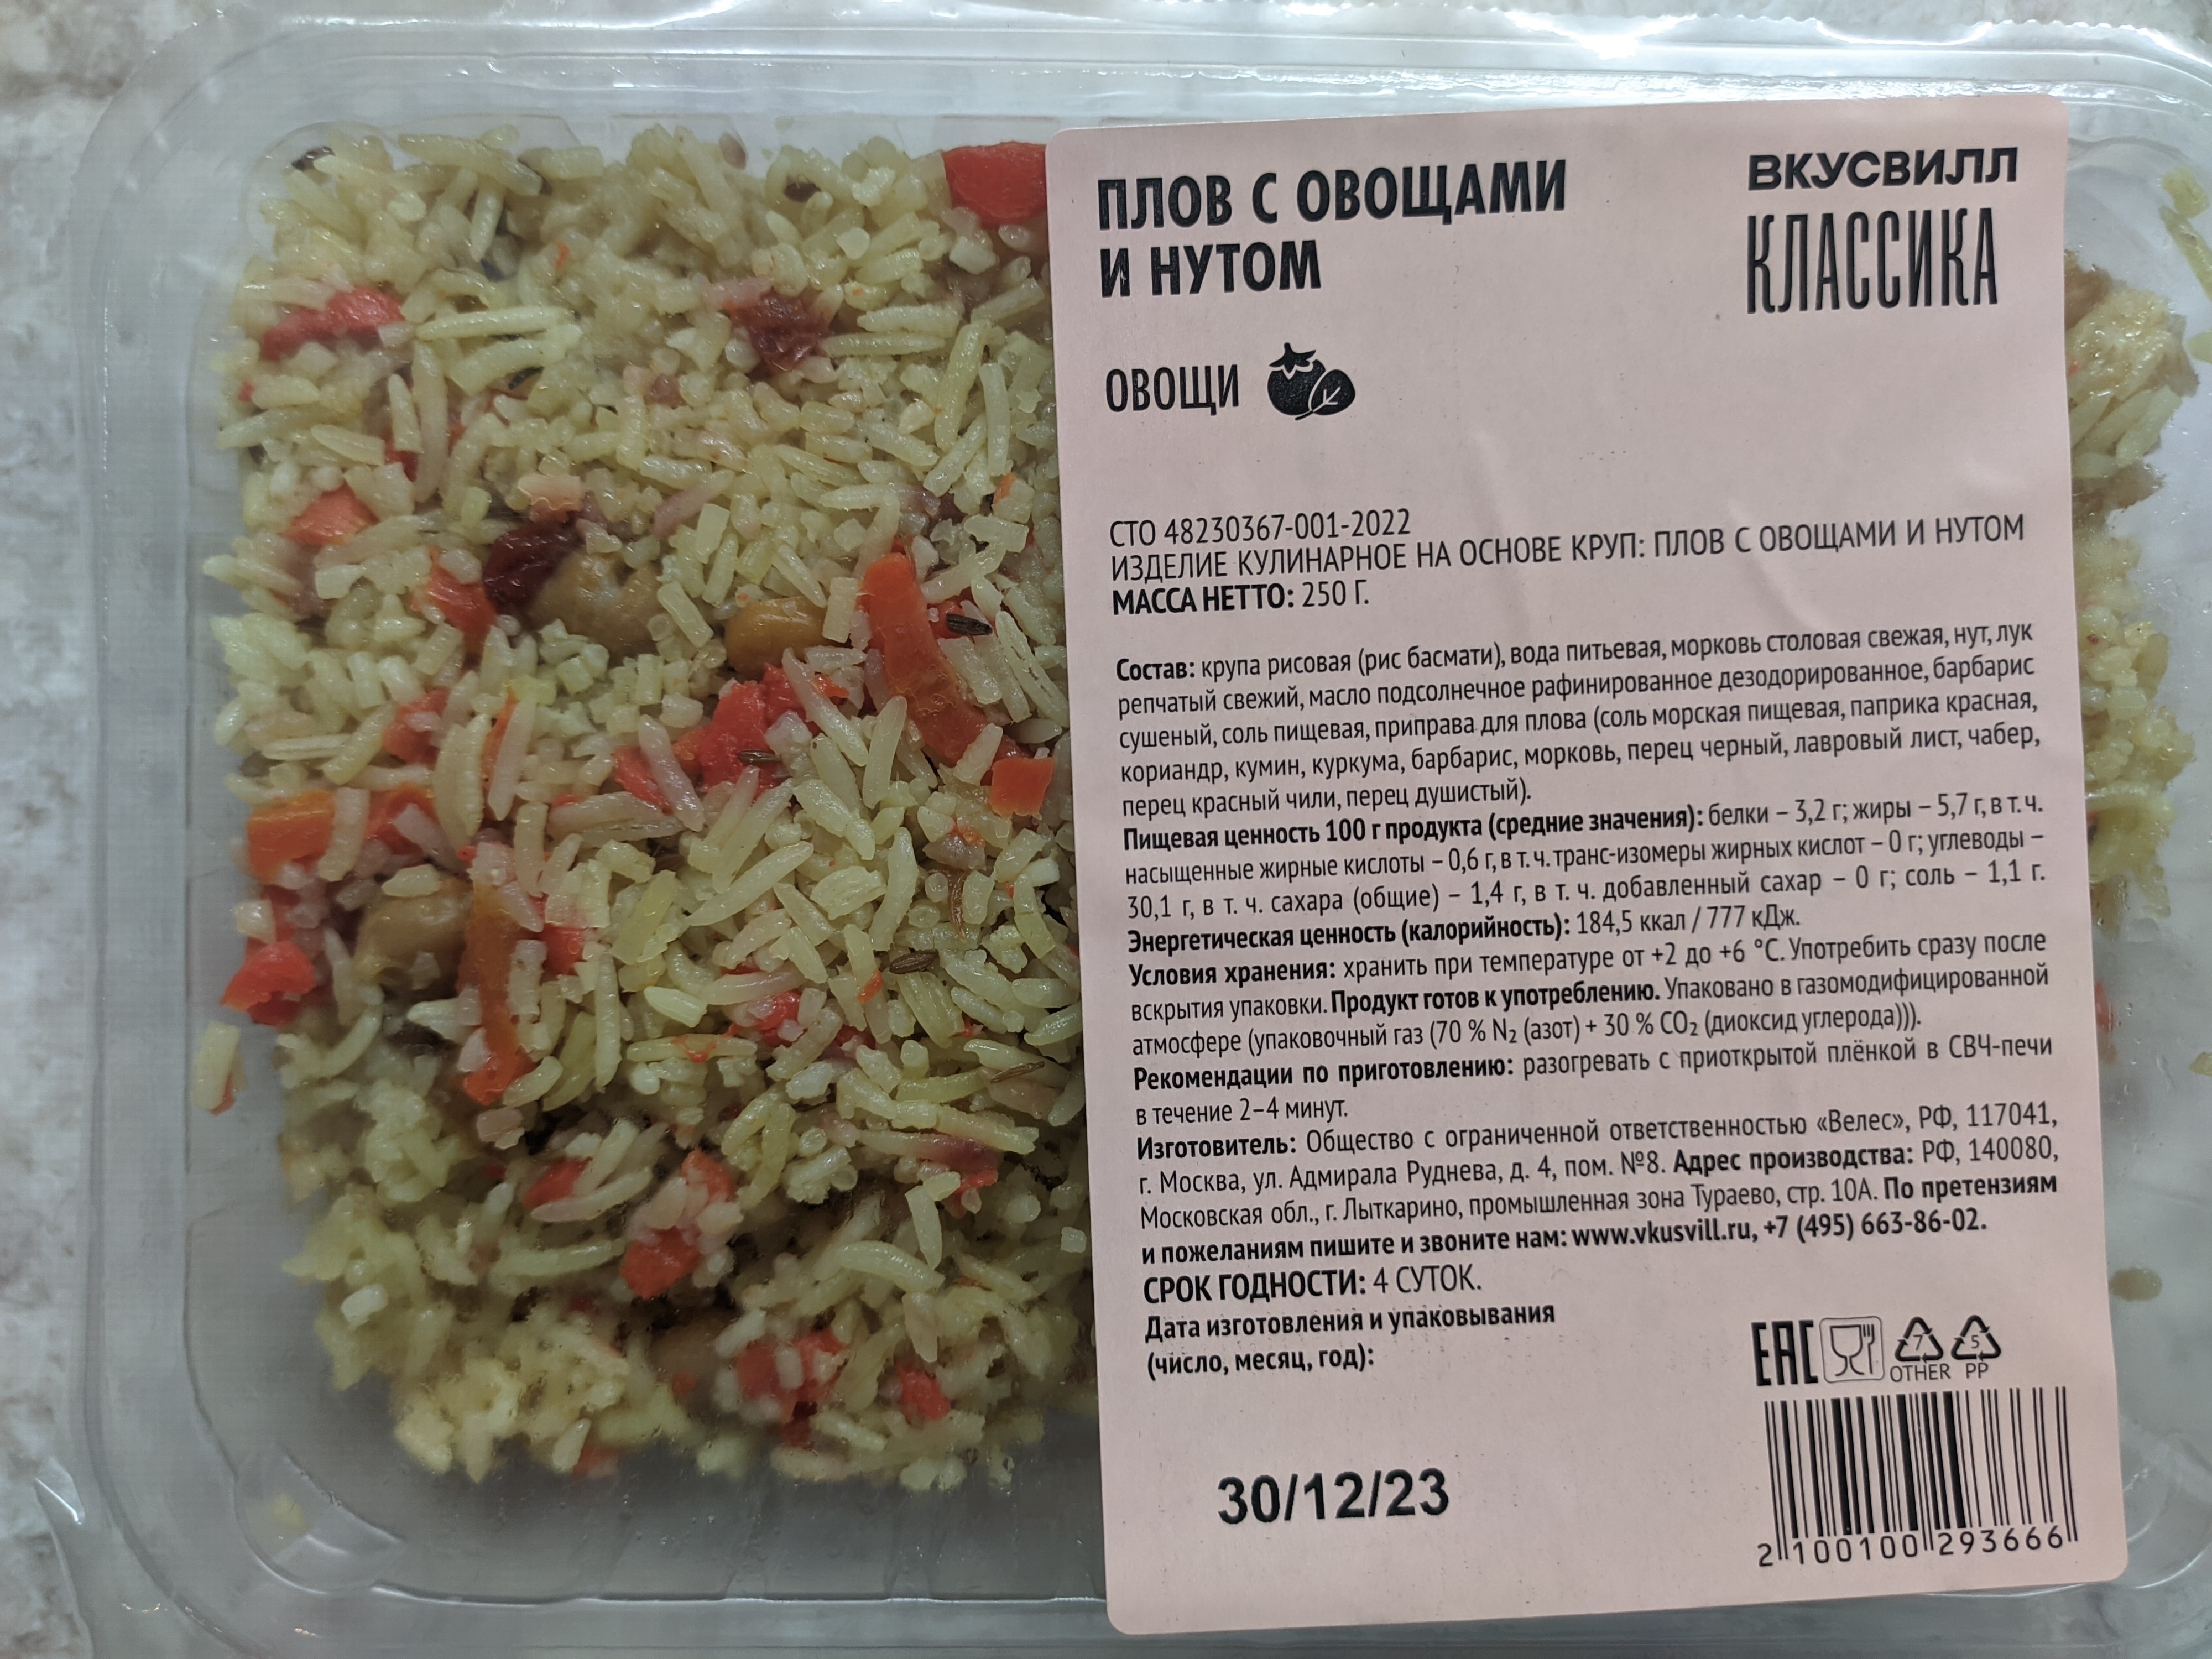 ПЛОВ С ОВОЩАМИ
И НУТОМ
ВКУСВИЛЛ
КЛАССИКА
ОВОЩИ
СТО 48230367-001-2022
ИЗДЕЛИЕ КУЛИНАРНОЕ НА ОСНОВЕ КРУП: ПЛОВ С ОВОЩАМИ И НУТОМ
МАССА НЕТТО: 250 Г.
Состав: крупа рисовая (рис басмати), вода питьевая, морковь столовая свежая, нут, лук
репчатый свежий, масло подсолнечное рафинированное дезодорированное, барбарис
сушеный, соль пищевая, приправа для плова (соль морская пищевая, паприка красная,
кориандр, кумин, куркума, барбарис, морковь, перец черный, лавровый лист, чабер,
перец красный чили, перец душистый).
Пищевая ценность 100 г продукта (средние значения): белки – 3,2 г; жиры – 5,7 г, в т. ч.
насыщенные жирные кислоты – 0,6 г, в т. ч. транс-изомеры жирных кислот – 0 г; углеводы –
30,1 г, в т. ч. сахара (общие) – 1,4 г, в т. ч. добавленный сахар – 0 г; соль – 1,1 г.
Энергетическая ценность (калорийность): 184,5 ккал / 777 кДж.
Условия хранения: хранить при температуре от +2 до +6 °С. Употребить сразу после
вскрытия упаковки. Продукт готов к употреблению. Упаковано в газомодифицированной
атмосфере (упаковочный газ (70 % N₂ (азот) + 30 % CO₂ (диоксид углерода))).
Рекомендации по приготовлению: разогревать с приоткрытой плёнкой в СВЧ-печи
в течение 2–4 минут.
Изготовитель: Общество с ограниченной ответственностью «Велес», РФ, 117041,
г. Москва, ул. Адмирала Руднева, д. 4, пом. №8. Адрес производства: РФ, 140080,
Московская обл., г. Лыткарино, промышленная зона Тураево, стр. 10А. По претензиям
и пожеланиям пишите и звоните нам: www.vkusvill.ru, +7 (495) 663-86-02.
СРОК ГОДНОСТИ: 4 СУТОК.
Дата изготовления и упаковывания
(число, месяц, год):
30/12/23
EAC
7
OTHER
5
PP
2 100100 293666